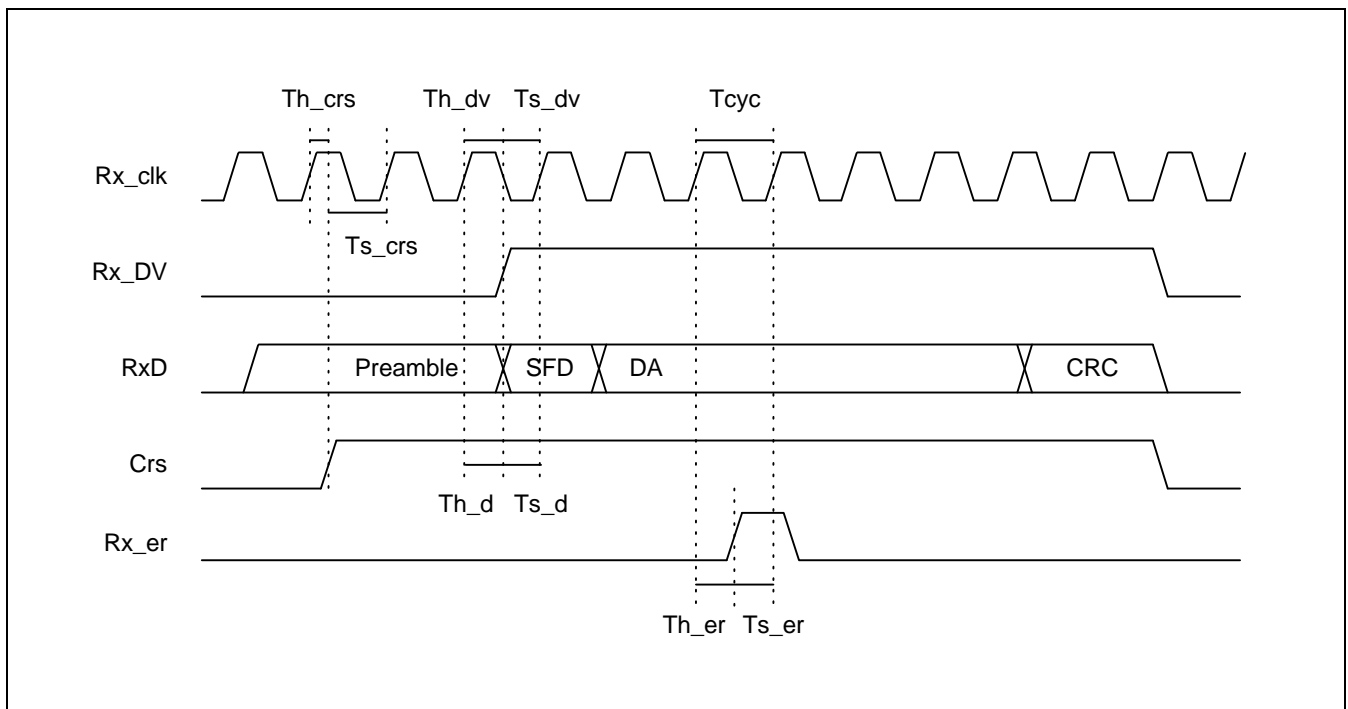 Th_crs Th_dv Ts_dv Tcyc
Rx_clk
Ts_crs
Rx_DV
RxD Preamble SFD DA CRC
Crs
Th_d Ts_d
Rx_er
Th_er Ts_er